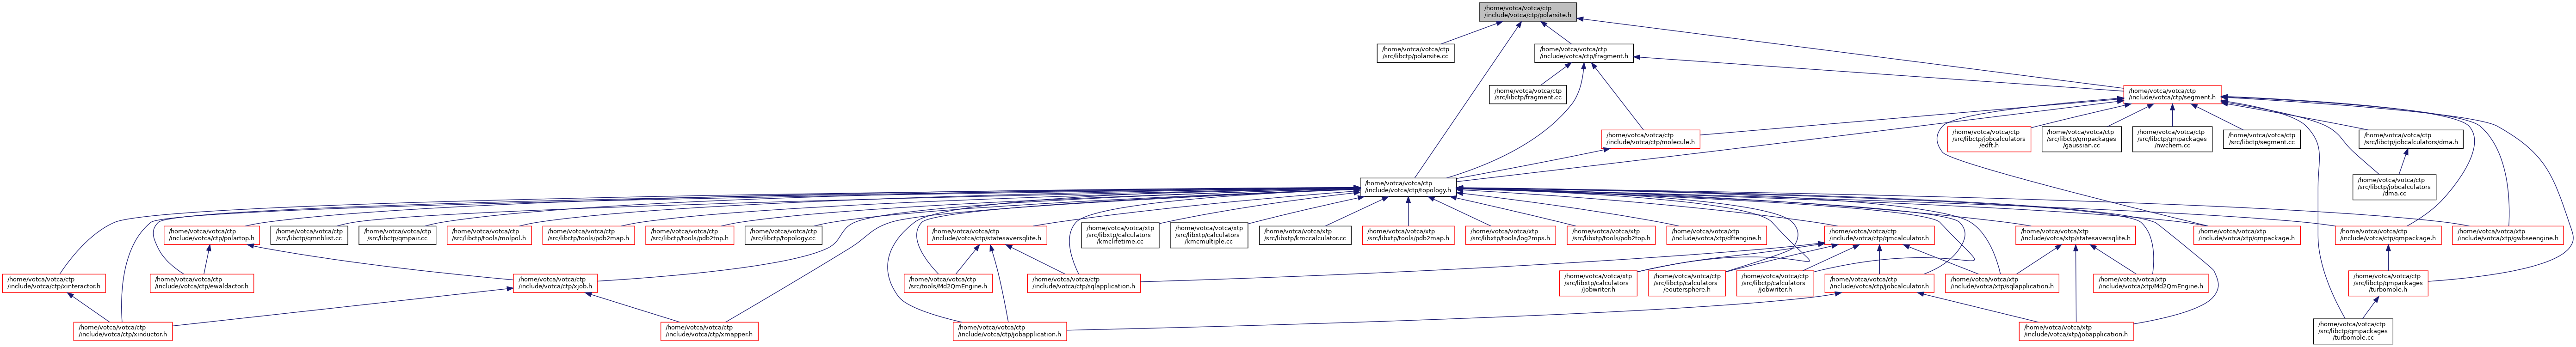 /home/votca/votca/ctp
/include/votca/ctp/polarsite.h
/home/votca/votca/ctp
/src/libctp/polarsite.cc
/home/votca/votca/ctp
/include/votca/ctp/fragment.h
/home/votca/votca/ctp
/src/libctp/fragment.cc
/home/votca/votca/ctp
/include/votca/ctp/segment.h
/home/votca/votca/ctp
/include/votca/ctp/molecule.h
/home/votca/votca/ctp
/src/libctp/jobcalculators
/edft.h
/home/votca/votca/ctp
/src/libctp/qmpackages
/gaussian.cc
/home/votca/votca/ctp
/src/libctp/qmpackages
/nwchem.cc
/home/votca/votca/ctp
/src/libctp/segment.cc
/home/votca/votca/ctp
/src/libctp/jobcalculators/dma.h
/home/votca/votca/ctp
/include/votca/ctp/topology.h
/home/votca/votca/ctp
/src/libctp/jobcalculators
/dma.cc
/home/votca/votca/ctp
/include/votca/ctp/polartop.h
/home/votca/votca/ctp
/src/libctp/qmnblist.cc
/home/votca/votca/ctp
/src/libctp/qmpair.cc
/home/votca/votca/ctp
/src/libctp/tools/molpol.h
/home/votca/votca/ctp
/src/libctp/tools/pdb2map.h
/home/votca/votca/ctp
/src/libctp/tools/pdb2top.h
/home/votca/votca/ctp
/src/libctp/topology.cc
/home/votca/votca/ctp
/include/votca/ctp/statesaversqlite.h
/home/votca/votca/xtp
/src/libxtp/calculators
/kmclifetime.cc
/home/votca/votca/xtp
/src/libxtp/calculators
/kmcmultiple.cc
/home/votca/votca/xtp
/src/libxtp/kmccalculator.cc
/home/votca/votca/xtp
/src/libxtp/tools/pdb2map.h
/home/votca/votca/xtp
/src/libxtp/tools/log2mps.h
/home/votca/votca/xtp
/src/libxtp/tools/pdb2top.h
/home/votca/votca/xtp
/include/votca/xtp/dftengine.h
/home/votca/votca/ctp
/include/votca/ctp/qmcalculator.h
/home/votca/votca/xtp
/include/votca/xtp/statesaversqlite.h
/home/votca/votca/xtp
/include/votca/xtp/qmpackage.h
/home/votca/votca/ctp
/include/votca/ctp/qmpackage.h
/home/votca/votca/xtp
/include/votca/xtp/gwbseengine.h
/home/votca/votca/ctp
/include/votca/ctp/xinteractor.h
/home/votca/votca/ctp
/include/votca/ctp/ewaldactor.h
/home/votca/votca/ctp
/include/votca/ctp/xjob.h
/home/votca/votca/ctp
/src/tools/Md2QmEngine.h
/home/votca/votca/ctp
/include/votca/ctp/sqlapplication.h
/home/votca/votca/xtp
/src/libxtp/calculators
/jobwriter.h
/home/votca/votca/ctp
/src/libctp/calculators
/eoutersphere.h
/home/votca/votca/ctp
/src/libctp/calculators
/jobwriter.h
/home/votca/votca/ctp
/include/votca/ctp/jobcalculator.h
/home/votca/votca/xtp
/include/votca/xtp/sqlapplication.h
/home/votca/votca/xtp
/include/votca/xtp/Md2QmEngine.h
/home/votca/votca/ctp
/src/libctp/qmpackages
/turbomole.h
/home/votca/votca/ctp
/include/votca/ctp/xinductor.h
/home/votca/votca/ctp
/include/votca/ctp/xmapper.h
/home/votca/votca/ctp
/include/votca/ctp/jobapplication.h
/home/votca/votca/xtp
/include/votca/xtp/jobapplication.h
/home/votca/votca/ctp
/src/libctp/qmpackages
/turbomole.cc